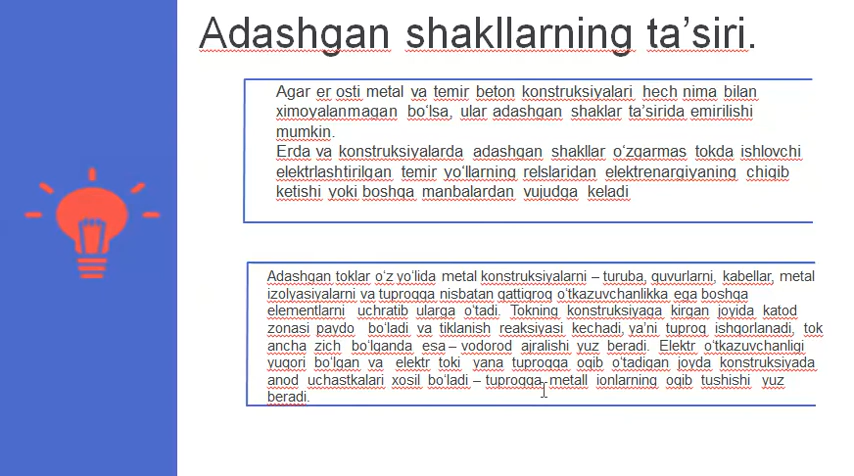 Adashgan shakllarning ta’siri.
Agar er osti metal va temir beton konstruksiyalari hech nima bilan
ximoyalanmagan bo‘lsa, ular adashgan shaklar ta’sirida emirilishi
mumkin.
Erda va konstruksiyalarda adashgan shakllar o‘zgarmas tokda ishlovchi
elektrlashtirilgan temir yo‘llarning relslaridan elektrenargiyaning chiqib
ketishi yoki boshqa manbalardan vujudga keladi
Adashgan toklar o‘z yo‘lida metal konstruksiyalarni – turuba, quvurlarni, kabellar, metal
izolyasiyalarni va tuproqqa nisbatan qattiqroq o‘tkazuvchanlikka ega boshqa
elementlarni uchratib ularga o‘tadi. Tokning konstruksiyaga kirgan joyida katod
zonasi paydo bo‘ladi va tiklanish reaksiyasi kechadi, ya’ni tuproq ishqorlanadi, tok
ancha zich bo‘lganda esa – vodorod ajralishi yuz beradi. Elektr o‘tkazuvchanligi
yuqori bo‘lgan va elektr toki yana tuproqqa oqib o‘tadigan joyda konstruksiyada
anod uchastkalari xosil bo‘ladi – tuproqqa metall ionlarning oqib tushishi yuz
beradi.